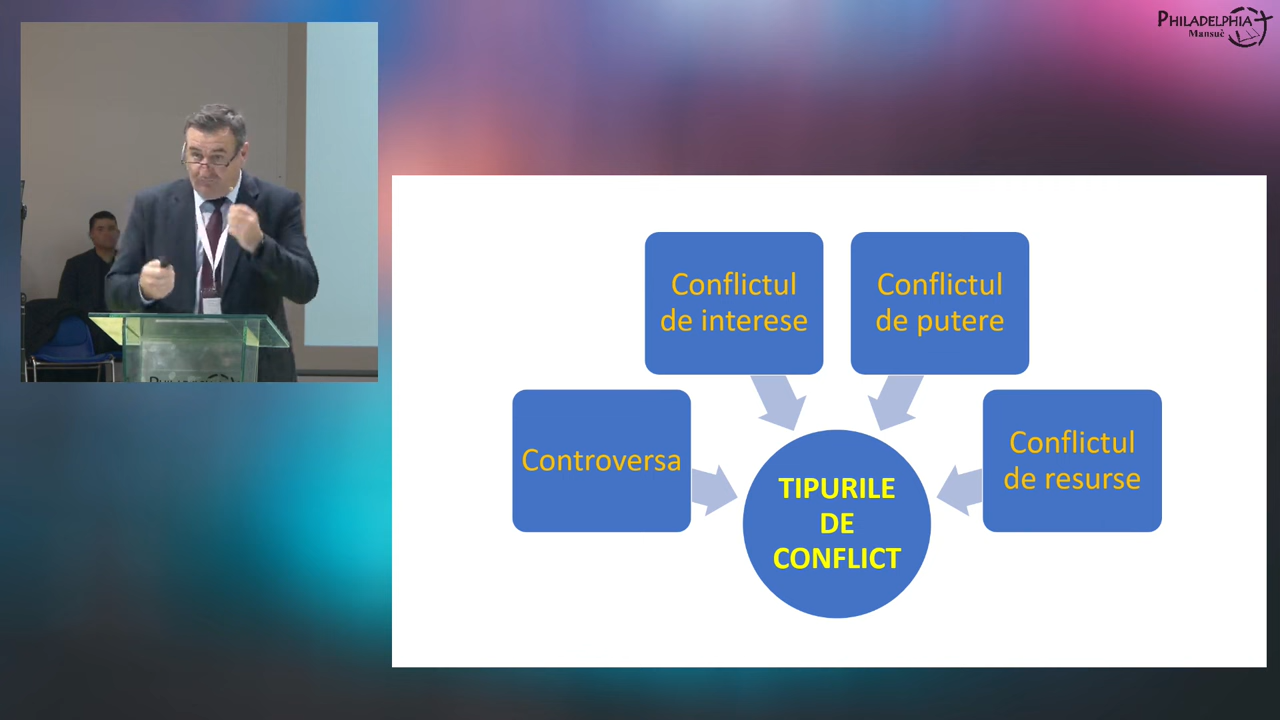 PHILADELPHIA
Mansuè
Conflictul
de interese
Conflictul
de putere
Controversa
Conflictul
de resurse
TIPURILE
DE
CONFLICT